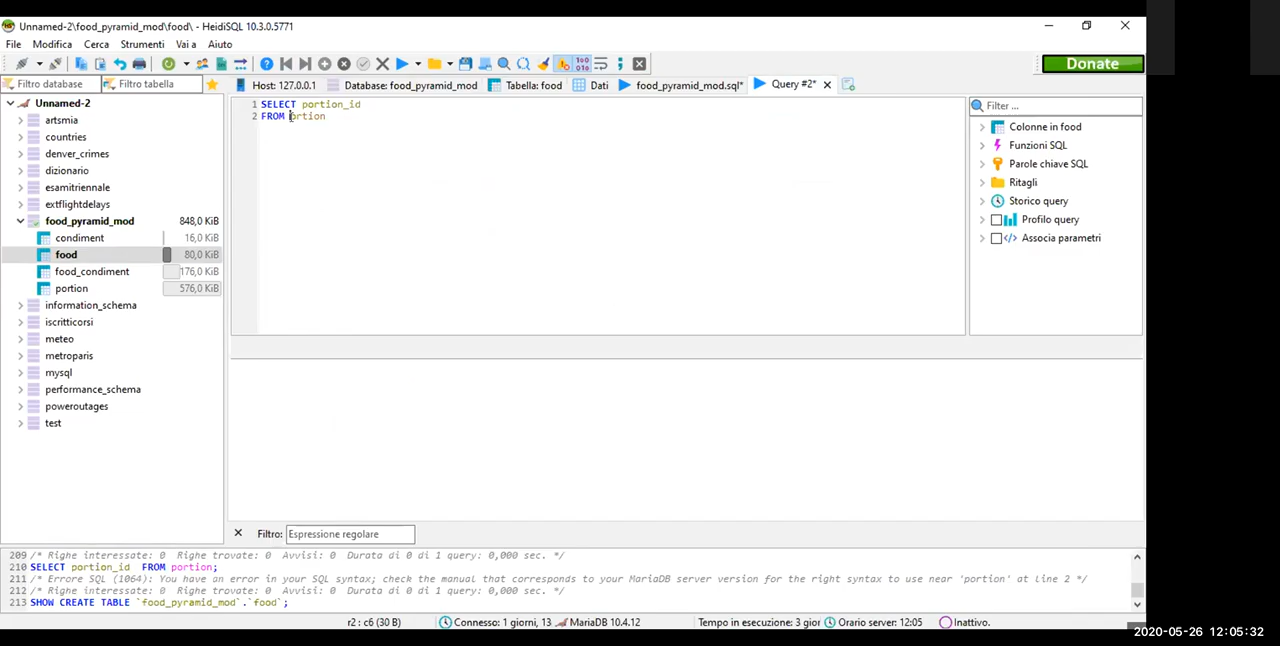 Unnamed-2\food_pyramid_mod\food\ - HeidiSQL 10.3.0.5771
File Modifica Cerca Strumenti Vai a Aiuto
Donate
Filtro database Filtro tabella Host: 127.0.0.1 Database: food_pyramid_mod Tabella: food Dati food_pyramid_mod.sql* Query #2*
Unnamed-2
artsmia
countries
denver_crimes
dizionario
esamitriennale
extflightdelays
food_pyramid_mod 848,0 KiB
condiment 16,0 KiB
food 80,0 KiB
food_condiment 176,0 KiB
portion 576,0 KiB
information_schema
iscritticorsi
meteo
metroparis
mysql
performance_schema
poweroutages
test
1 SELECT portion_id
2 FROM portion
Filter ...
Colonne in food
Funzioni SQL
Parole chiave SQL
Ritagli
Storico query
Profilo query
Associa parametri
Filtro: Espressione regolare
209 /* Righe interessate: 0 Righe trovate: 0 Avvisi: 0 Durata di 0 di 1 query: 0,000 sec. */
210 SELECT portion_id FROM portion;
211 /* Errore SQL (1064): You have an error in your SQL syntax; check the manual that corresponds to your MariaDB server version for the right syntax to use near 'portion' at line 2 */
212 /* Righe interessate: 0 Righe trovate: 0 Avvisi: 0 Durata di 0 di 1 query: 0,000 sec. */
213 SHOW CREATE TABLE `food_pyramid_mod`.`food`;
r2 : c6 (30 B) Connesso: 1 giorni, 13 MariaDB 10.4.12 Tempo in esecuzione: 3 gior Orario server: 12:05 Inattivo.
2020-05-26 12:05:32